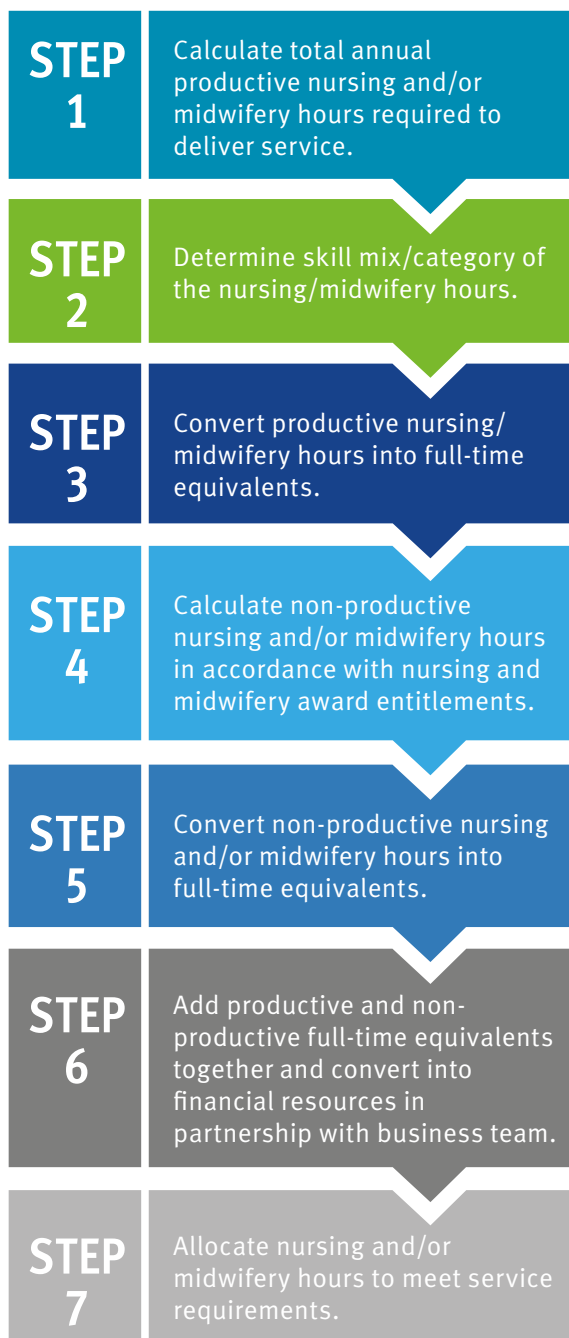 STEP
1
Calculate total annual
productive nursing and/or
midwifery hours required to
deliver service.
STEP
2
Determine skill mix/category of
the nursing/midwifery hours.
STEP
3
Convert productive nursing/
midwifery hours into full-time
equivalents.
STEP
4
Calculate non-productive
nursing and/or midwifery hours
in accordance with nursing and
midwifery award entitlements.
STEP
5
Convert non-productive nursing
and/or midwifery hours into
full-time equivalents.
STEP
6
Add productive and non-
productive full-time equivalents
together and convert into
financial resources in
partnership with business team.
STEP
7
Allocate nursing and/or
midwifery hours to meet service
requirements.